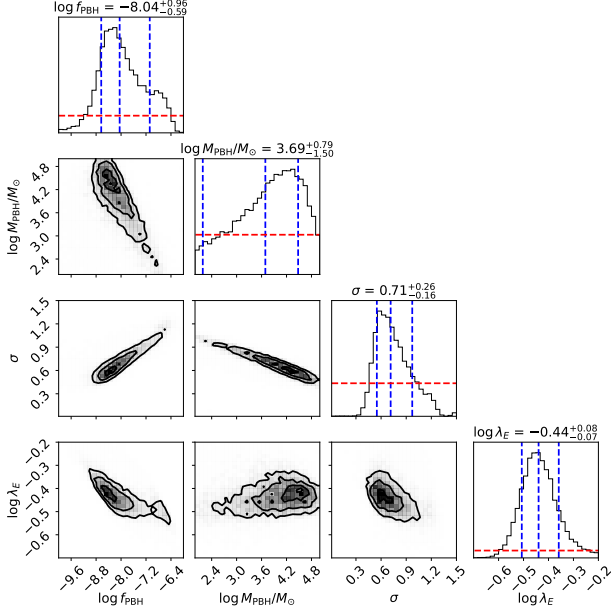 log f_PBH = −8.04^{+0.96}_{−0.59}
log M_PBH/M_⊙ = 3.69^{+0.79}_{−1.50}
log M_PBH/M_⊙
4.8
4.2
3.6
3.0
2.4
σ = 0.71^{+0.26}_{−0.16}
σ
1.5
1.2
0.9
0.6
0.3
log λ_E = −0.44^{+0.08}_{−0.07}
log λ_E
−0.2
−0.3
−0.4
−0.5
−0.6
−9.6 −8.8 −8.0 −7.2 −6.4 2.4 3.0 3.6 4.2 4.8 0.3 0.6 0.9 1.2 1.5 −0.6 −0.5 −0.4 −0.3 −0.2
log f_PBH log M_PBH/M_⊙ σ log λ_E